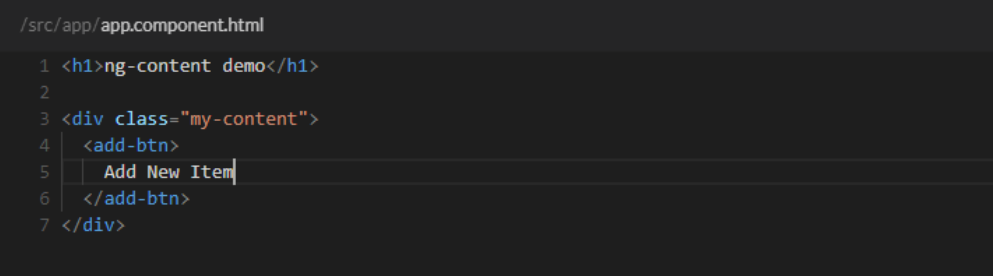 /src/app/app.component.html
1 <h1>ng-content demo</h1>
2
3 <div class="my-content">
4 <add-btn>
5 Add New Item
6 </add-btn>
7 </div>